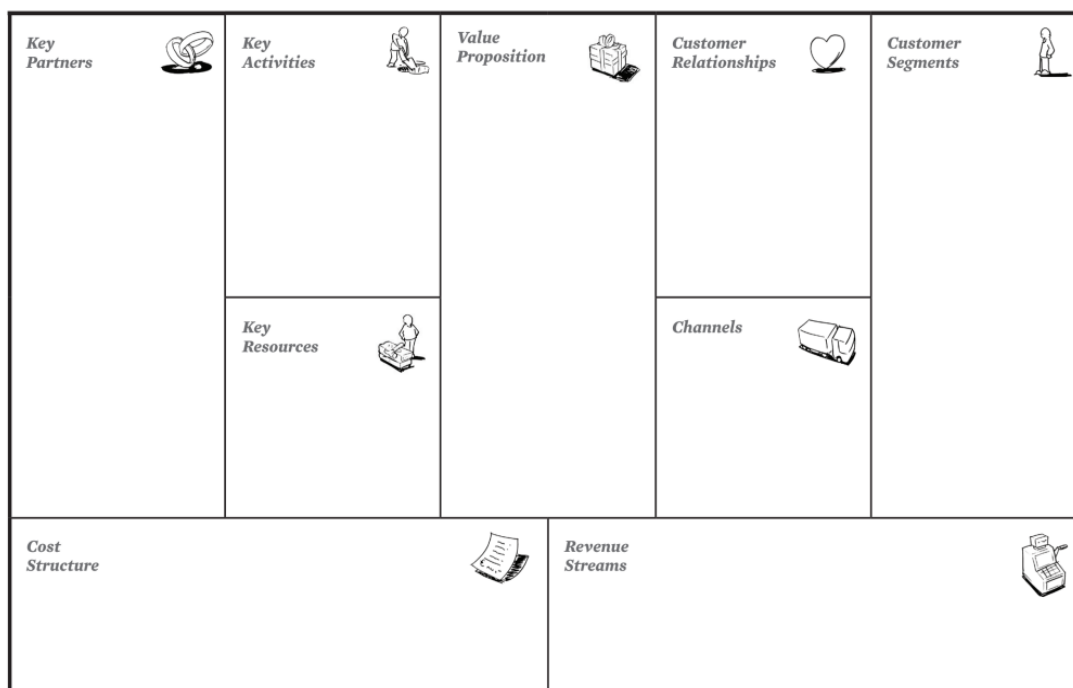 Key
Partners
Key
Activities
Value
Proposition
Customer
Relationships
Customer
Segments
Key
Resources
Channels
Cost
Structure
Revenue
Streams